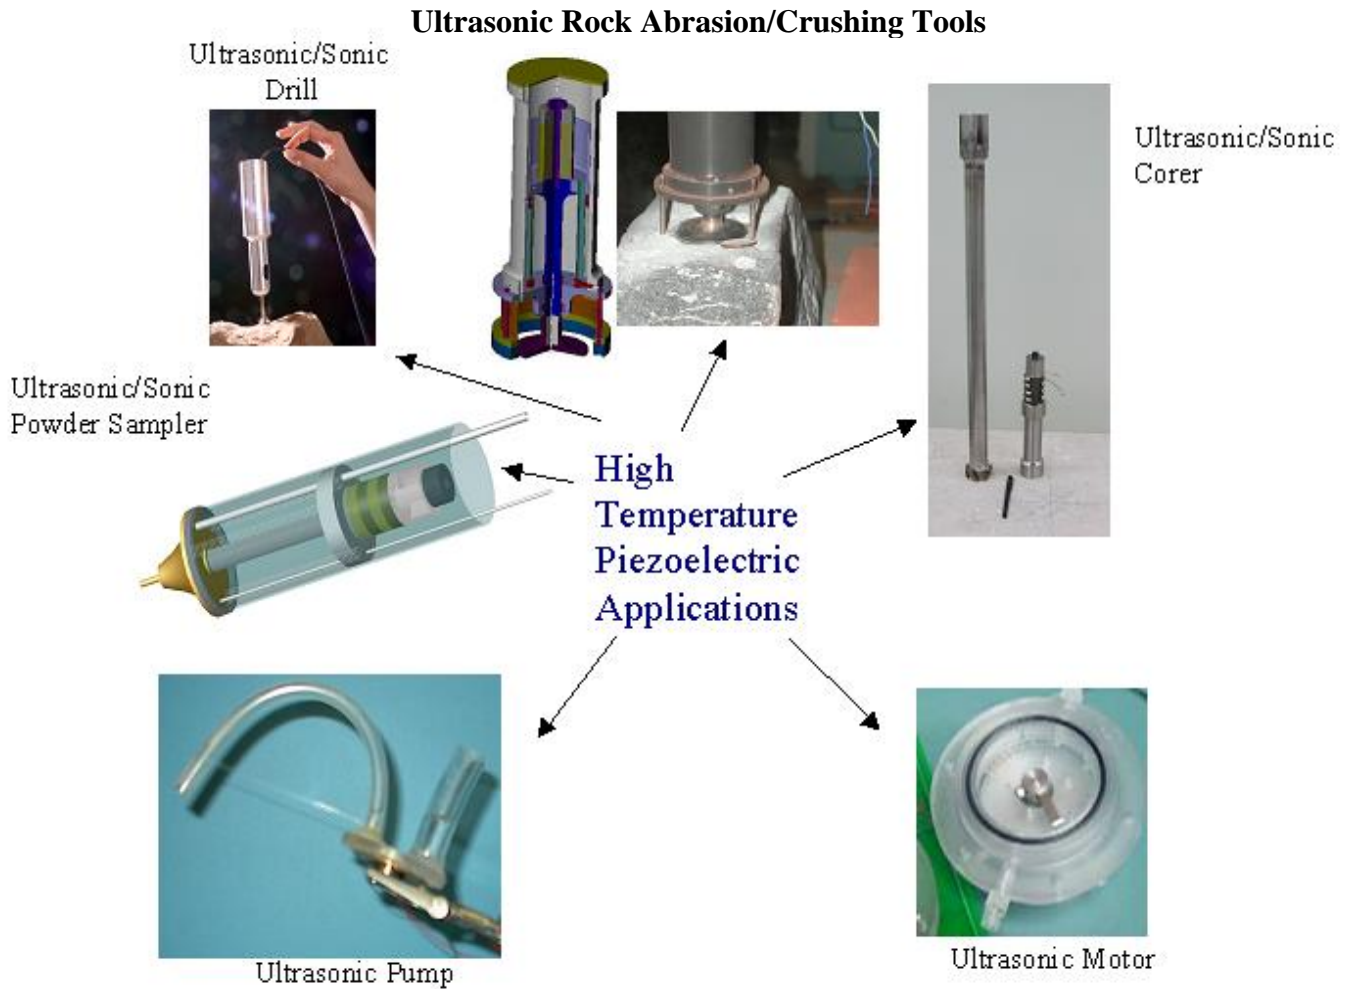 Ultrasonic Rock Abrasion/Crushing Tools
Ultrasonic/Sonic
Drill
Ultrasonic/Sonic
Corer
Ultrasonic/Sonic
Powder Sampler
High
Temperature
Piezoelectric
Applications
Ultrasonic Pump
Ultrasonic Motor